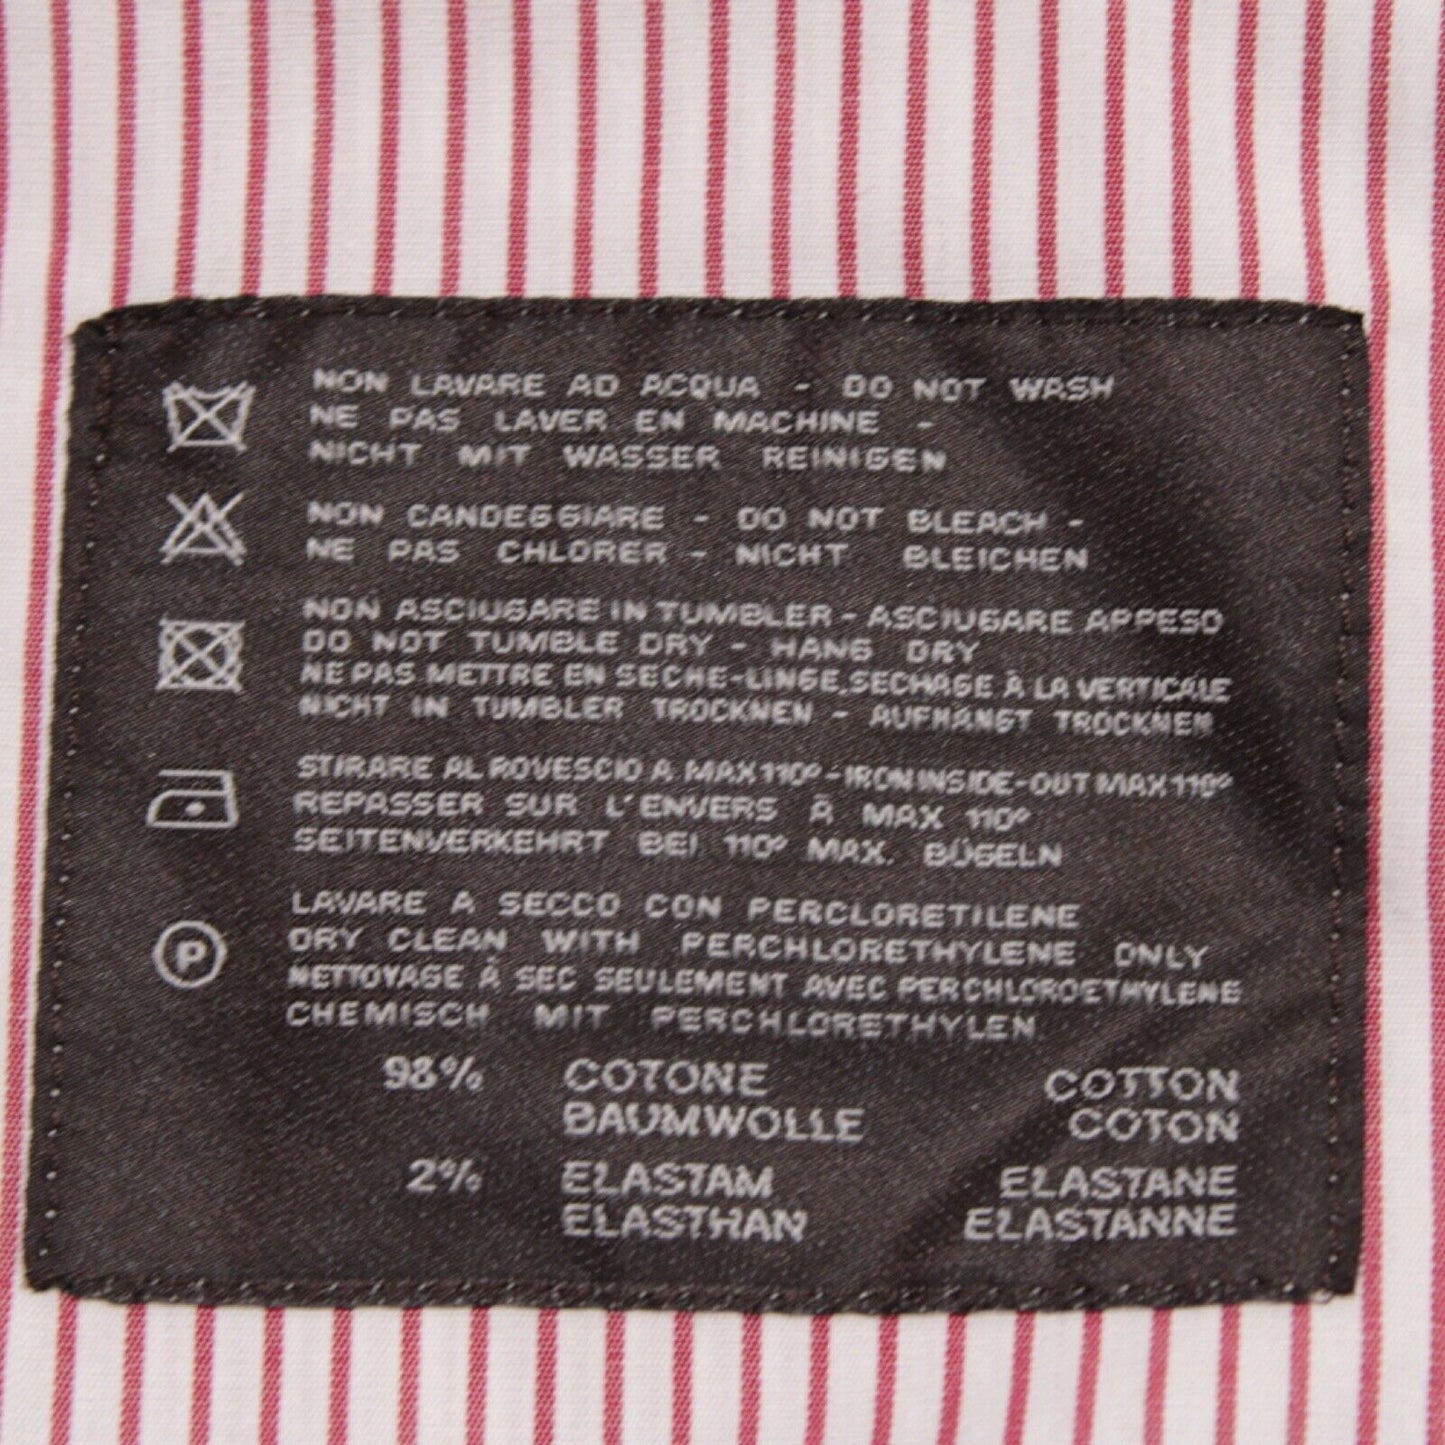 NON LAVARE AD ACQUA - DO NOT WASH
NE PAS LAVER EN MACHINE -
NICHT MIT WASSER REINIGEN
NON CANDEGGIARE - DO NOT BLEACH -
NE PAS CHLORER - NICHT BLEICHEN
NON ASCIUGARE IN TUMBLER - ASCIUGARE APPESO
DO NOT TUMBLE DRY - HANG DRY
NE PAS METTRE EN SECHE-LINGE, SECHAGE À LA VERTICALE
NICHT IN TUMBLER TROCKNEN - AUFHANGT TROCKNEN
STIRARE AL ROVESCIO A MAX 110° - IRON INSIDE-OUT MAX 110°
REPASSER SUR L'ENVERS À MAX 110°
SEITENVERKEHRT BEI 110° MAX. BÜGELN
LAVARE A SECCO CON PERCLORETILENE
DRY CLEAN WITH PERCHLORETHYLENE ONLY
NETTOYAGE À SEC SEULEMENT AVEC PERCHLOROETHYLENE
CHEMISCH MIT PERCHLORETHYLEN
P
98% COTONE COTTON
BAUMWOLLE COTON
2% ELASTAM ELASTANE
ELASTHAN ELASTANNE